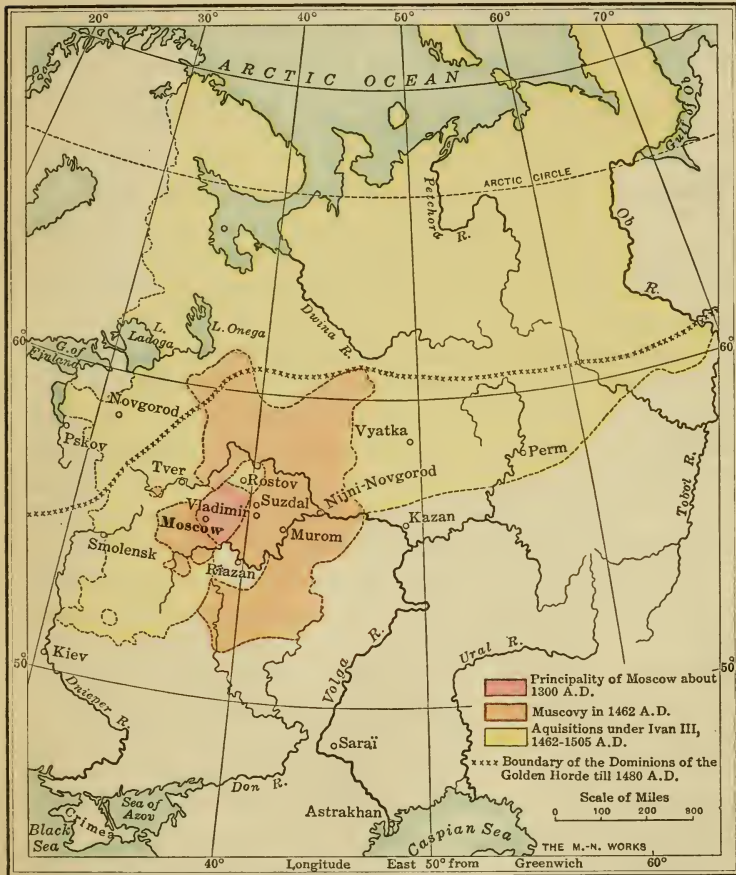 20° 30° 40° 50° 60° 70°
ARCTIC OCEAN
Gulf of Ob
ARCTIC CIRCLE
Petchora R.
Ob R.
Dwina R.
L. Ladoga
L. Onega
60°
60°
G. of Finland
Novgorod
Pskov
Vyatka
Perm
Tver
Rostov
Nijni-Novgorod
Suzdal
Vladimir
Moscow
Kazan
Murom
Tobol R.
Smolensk
Riazan
50°
50°
Kiev
Volga R.
Ural R.
Dnieper R.
Principality of Moscow about
1300 A.D.
Muscovy in 1462 A.D.
Aquisitions under Ivan III,
1462-1505 A.D.
xxxx Boundary of the Dominions of the
Golden Horde till 1480 A.D.
Scale of Miles
0 100 200 300
Saraï
Don R.
Sea of
Azov
Astrakhan
Crimea
Black
Sea
Caspian Sea
THE M.-N. WORKS
40° Longitude East 50° from Greenwich 60°